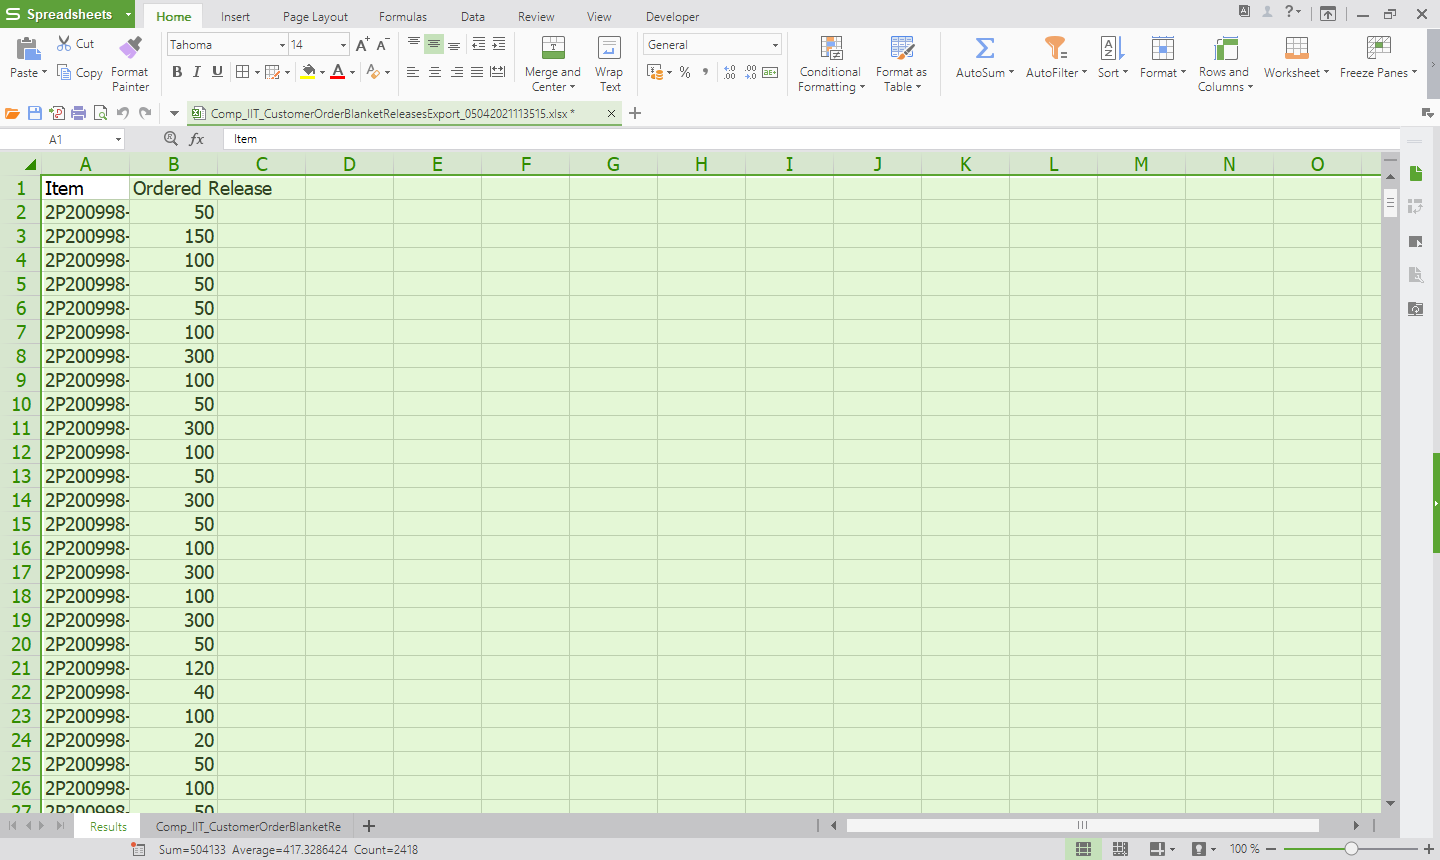 Spreadsheets
Home Insert Page Layout Formulas Data Review View Developer
Paste Cut Copy Format Painter
Tahoma 14
B I U
Merge and Center
Wrap Text
General
Conditional Formatting
Format as Table
AutoSum
AutoFilter
Sort
Format
Rows and Columns
Worksheet
Freeze Panes
Comp_IIT_CustomerOrderBlanketReleasesExport_05042021113515.xlsx *
A1 fx Item
A B C D E F G H I J K L M N O
1 Item Ordered Release
2 2P200998- 50
3 2P200998- 150
4 2P200998- 100
5 2P200998- 50
6 2P200998- 50
7 2P200998- 100
8 2P200998- 300
9 2P200998- 100
10 2P200998- 50
11 2P200998- 300
12 2P200998- 100
13 2P200998- 50
14 2P200998- 300
15 2P200998- 50
16 2P200998- 100
17 2P200998- 300
18 2P200998- 100
19 2P200998- 300
20 2P200998- 50
21 2P200998- 120
22 2P200998- 40
23 2P200998- 100
24 2P200998- 20
25 2P200998- 50
26 2P200998- 100
27 2P200998- 50
Results Comp_IIT_CustomerOrderBlanketRe
Sum=504133 Average=417.3286424 Count=2418
100 %